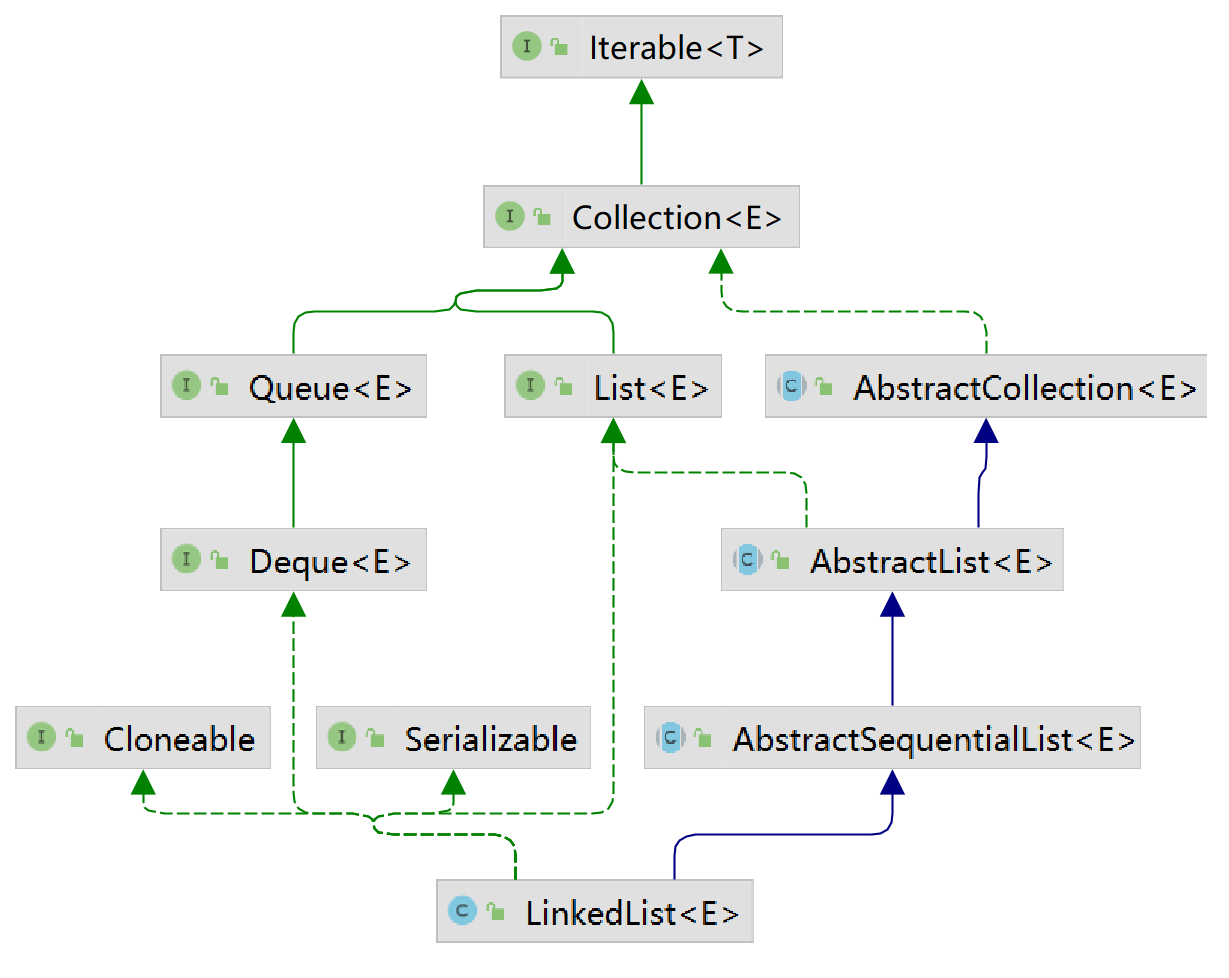 I Iterable<T>
I Collection<E>
I Queue<E>
I List<E>
C AbstractCollection<E>
I Deque<E>
C AbstractList<E>
I Cloneable
I Serializable
C AbstractSequentialList<E>
C LinkedList<E>